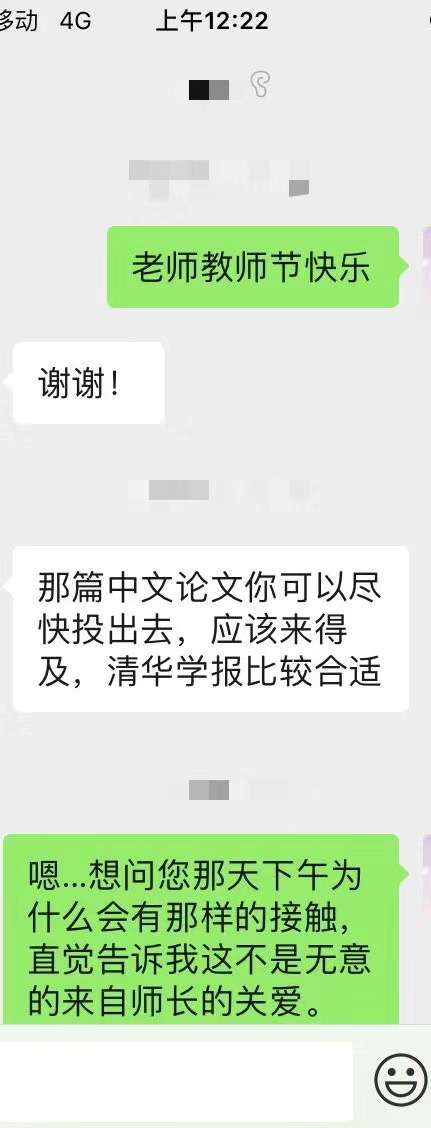 移动 4G 上午12:22
老师教师节快乐
谢谢！
那篇中文论文你可以尽
快投出去，应该来得
及，清华学报比较合适
嗯...想问您那天下午为
什么会有那样的接触，
直觉告诉我这不是无意
的来自师长的关爱。